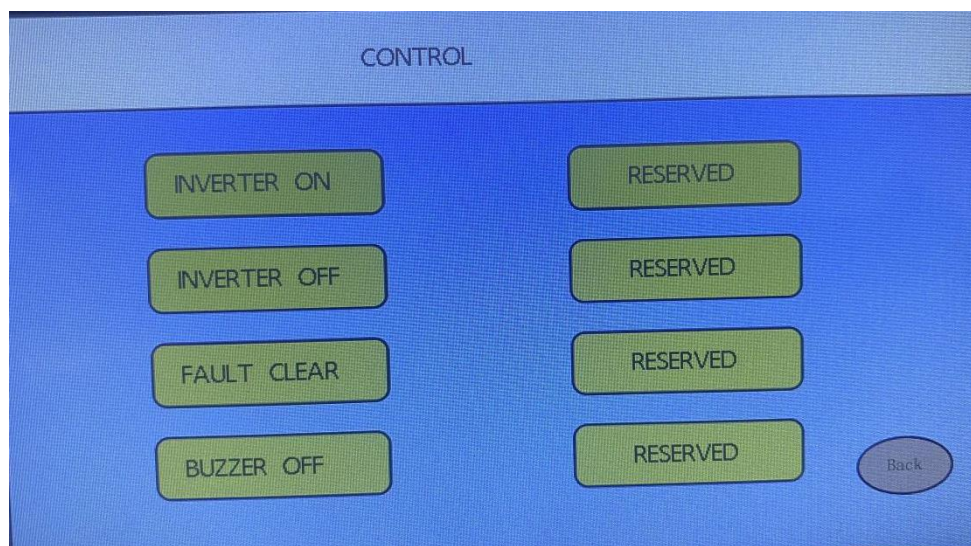 CONTROL
INVERTER ON
RESERVED
INVERTER OFF
RESERVED
FAULT CLEAR
RESERVED
BUZZER OFF
RESERVED
Back